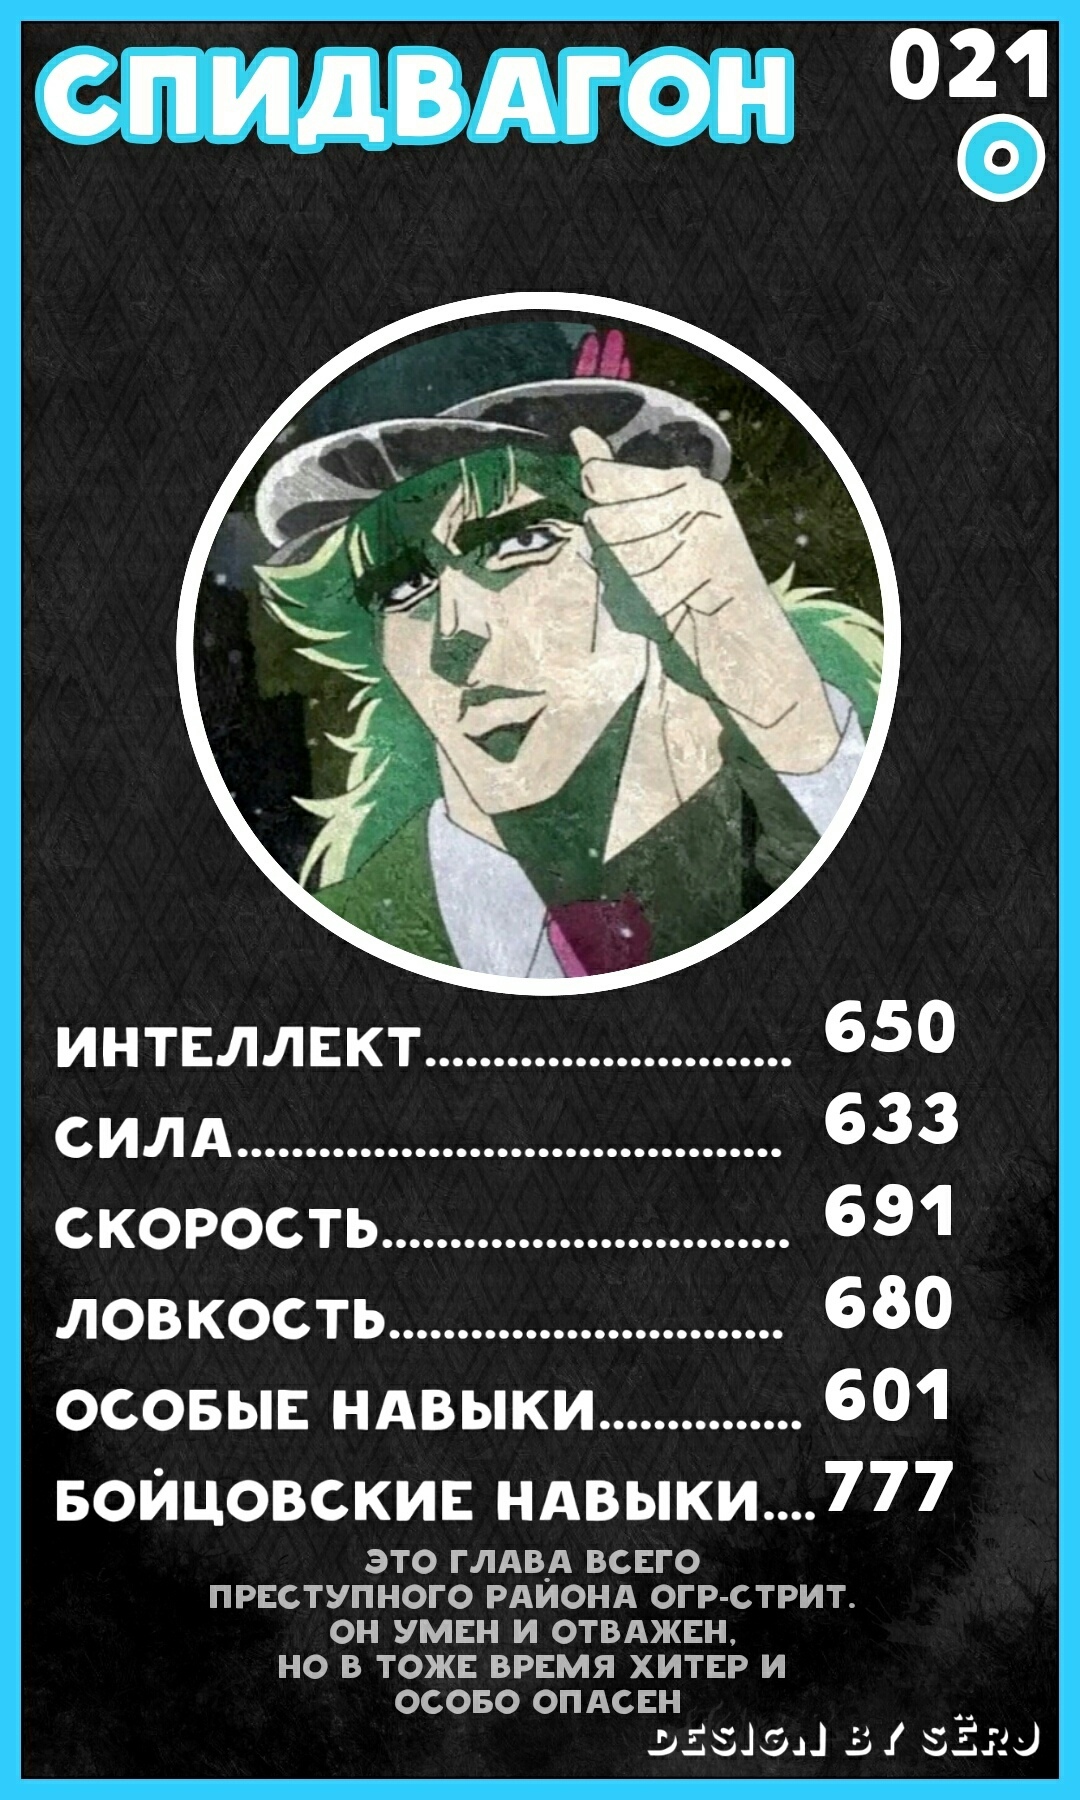 СПИДВАГОН
021
О
ИНТЕЛЛЕКТ........................... 650
СИЛА........................................ 633
СКОРОСТЬ.............................. 691
ЛОВКОСТЬ............................. 680
ОСОБЫЕ НАВЫКИ............... 601
БОЙЦОВСКИЕ НАВЫКИ.... 777
ЭТО ГЛАВА ВСЕГО
ПРЕСТУПНОГО РАЙОНА ОГР-СТРИТ.
ОН УМЕН И ОТВАЖЕН,
НО В ТОЖЕ ВРЕМЯ ХИТЕР И
ОСОБО ОПАСЕН
DESIGN BY SЁRJ